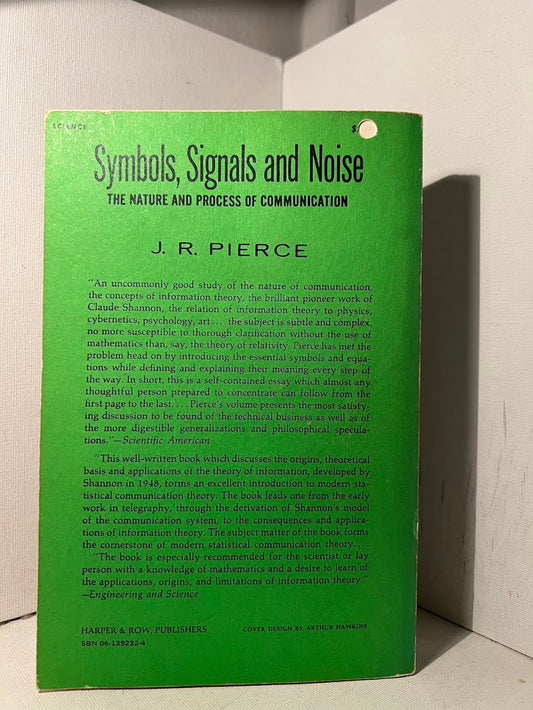 SCIENCE
$
Symbols, Signals and Noise
THE NATURE AND PROCESS OF COMMUNICATION
J. R. PIERCE
"An uncommonly good study of the nature of communication,
the concepts of information theory, the brilliant pioneer work of
Claude Shannon, the relation of information theory to physics,
cybernetics, psychology, art.... the subject is subtle and complex,
no more susceptible to thorough clarification without the use of
mathematics than, say, the theory of relativity. Pierce has met the
problem head on by introducing the essential symbols and equa-
tions while defining and explaining their meaning every step of
the way. In short, this is a self-contained essay which almost any
thoughtful person prepared to concentrate can follow from the
first page to the last.... Pierce's volume presents the most satisfy-
ing discussion to be found of the technical business as well as of
the more digestible generalizations and philosophical specula-
tions."—Scientific American
"This well-written book which discusses the origins, theoretical
basis and applications of the theory of information, developed by
Shannon in 1948, forms an excellent introduction to modern sta-
tistical communication theory. The book leads one from the early
work in telegraphy, through the derivation of Shannon's model
of the communication system, to the consequences and applica-
tions of information theory. The subject matter of the book forms
the cornerstone of modern statistical communication theory....
"The book is especially recommended for the scientist or lay
person with a knowledge of mathematics and a desire to learn of
the applications, origins, and limitations of information theory."
—Engineering and Science
HARPER & ROW, PUBLISHERS
COVER DESIGN BY ARTHUR HAWKINS
SBN 06-139232-4